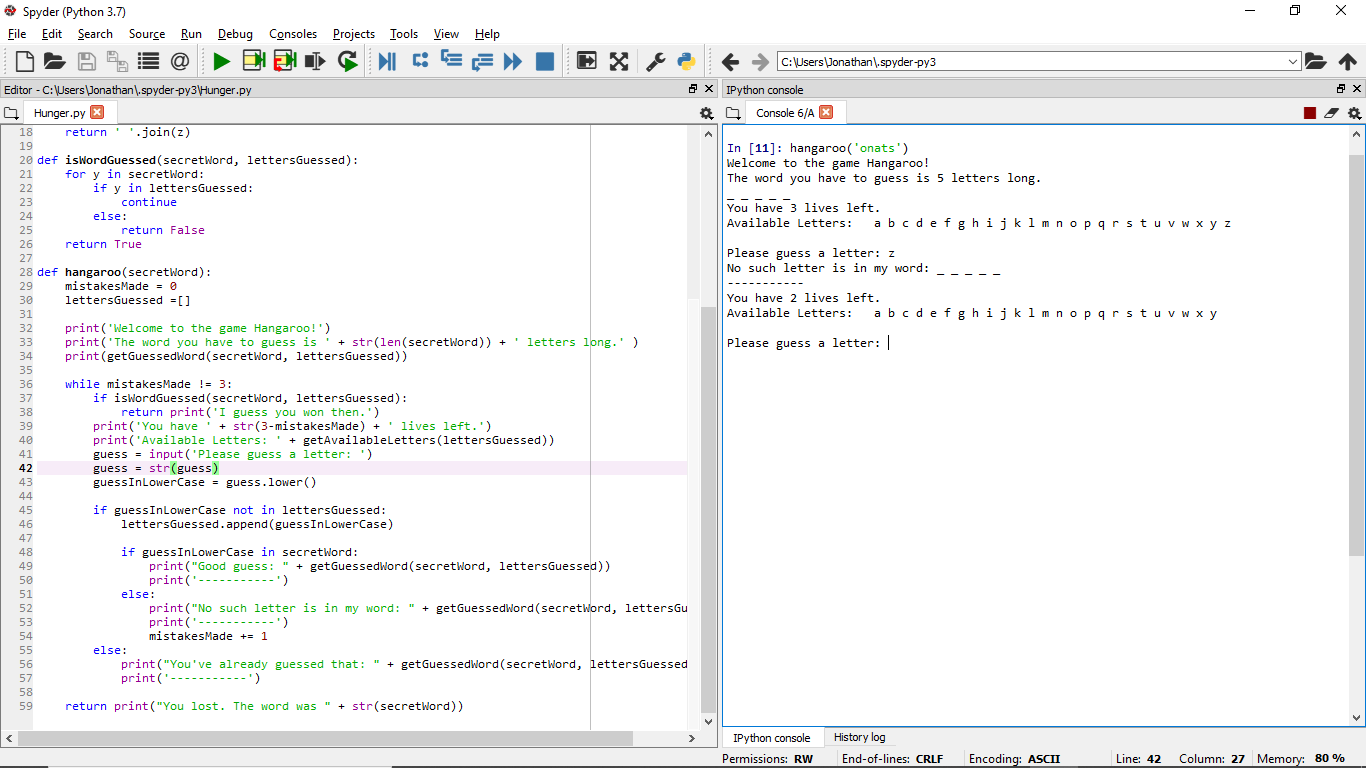 Spyder (Python 3.7)
File Edit Search Source Run Debug Consoles Projects Tools View Help
C:\Users\Jonathan\.spyder-py3
Editor - C:\Users\Jonathan\.spyder-py3\Hunger.py
Hunger.py
18     return ' '.join(z)
19
20 def isWordGuessed(secretWord, lettersGuessed):
21     for y in secretWord:
22         if y in lettersGuessed:
23             continue
24         else:
25             return False
26     return True
27
28 def hangaroo(secretWord):
29     mistakesMade = 0
30     lettersGuessed =[]
31
32     print('Welcome to the game Hangaroo!')
33     print('The word you have to guess is ' + str(len(secretWord)) + ' letters long.' )
34     print(getGuessedWord(secretWord, lettersGuessed))
35
36     while mistakesMade != 3:
37         if isWordGuessed(secretWord, lettersGuessed):
38             return print('I guess you won then.')
39         print('You have ' + str(3-mistakesMade) + ' lives left.')
40         print('Available Letters: ' + getAvailableLetters(lettersGuessed))
41         guess = input('Please guess a letter: ')
42         guess = str(guess)
43         guessInLowerCase = guess.lower()
44
45         if guessInLowerCase not in lettersGuessed:
46             lettersGuessed.append(guessInLowerCase)
47
48             if guessInLowerCase in secretWord:
49                 print("Good guess: " + getGuessedWord(secretWord, lettersGuessed))
50                 print('-----------')
51             else:
52                 print("No such letter is in my word: " + getGuessedWord(secretWord, lettersGu
53                 print('-----------')
54                 mistakesMade += 1
55         else:
56             print("You've already guessed that: " + getGuessedWord(secretWord, lettersGuessed
57             print('-----------')
58
59     return print("You lost. The word was " + str(secretWord))
IPython console
Console 6/A
In [11]: hangaroo('onats')
Welcome to the game Hangaroo!
The word you have to guess is 5 letters long.
_ _ _ _ _
You have 3 lives left.
Available Letters:   a b c d e f g h i j k l m n o p q r s t u v w x y z
Please guess a letter: z
No such letter is in my word: _ _ _ _ _
-----------
You have 2 lives left.
Available Letters:   a b c d e f g h i j k l m n o p q r s t u v w x y
Please guess a letter:
IPython console History log
Permissions: RW End-of-lines: CRLF Encoding: ASCII Line: 42 Column: 27 Memory: 80 %